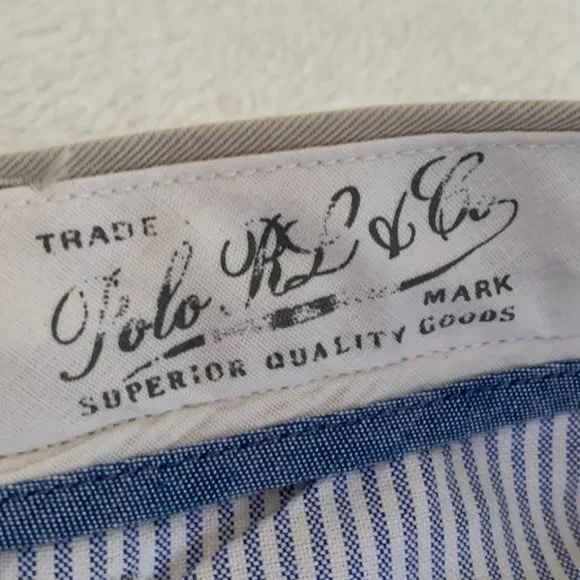 TRADE
Polo RL & Co.
MARK
SUPERIOR QUALITY GOODS